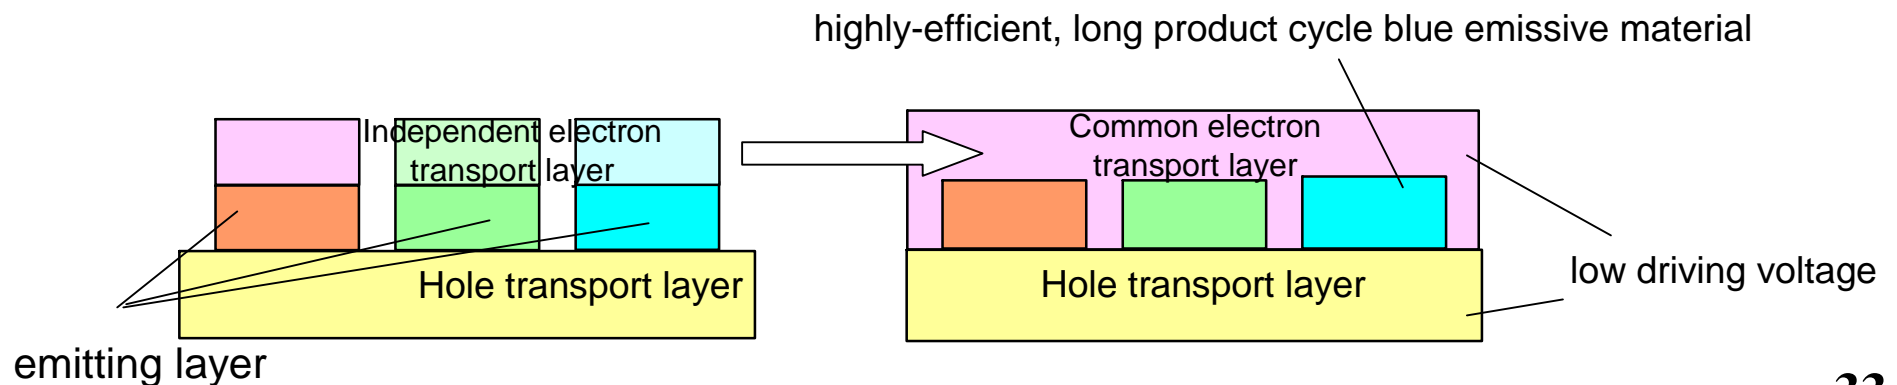 highly-efficient, long product cycle blue emissive material
Independent electron
transport layer
Common electron
transport layer
Hole transport layer
Hole transport layer
low driving voltage
emitting layer